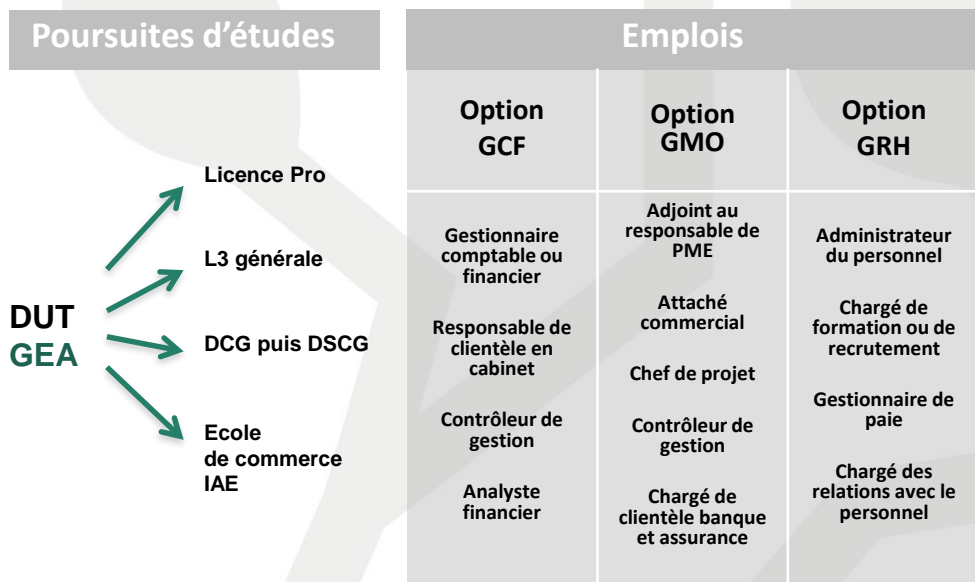 Poursuites d'études
Licence Pro
L3 générale
DUT
GEA
DCG puis DSCG
Ecole
de commerce
IAE
Emplois
Option
GCF
Gestionnaire
comptable ou
financier
Responsable de
clientèle en
cabinet
Contrôleur de
gestion
Analyste
financier
Option
GMO
Adjoint au
responsable de
PME
Attaché
commercial
Chef de projet
Contrôleur de
gestion
Chargé de
clientèle banque
et assurance
Option
GRH
Administrateur
du personnel
Chargé de
formation ou de
recrutement
Gestionnaire de
paie
Chargé des
relations avec le
personnel